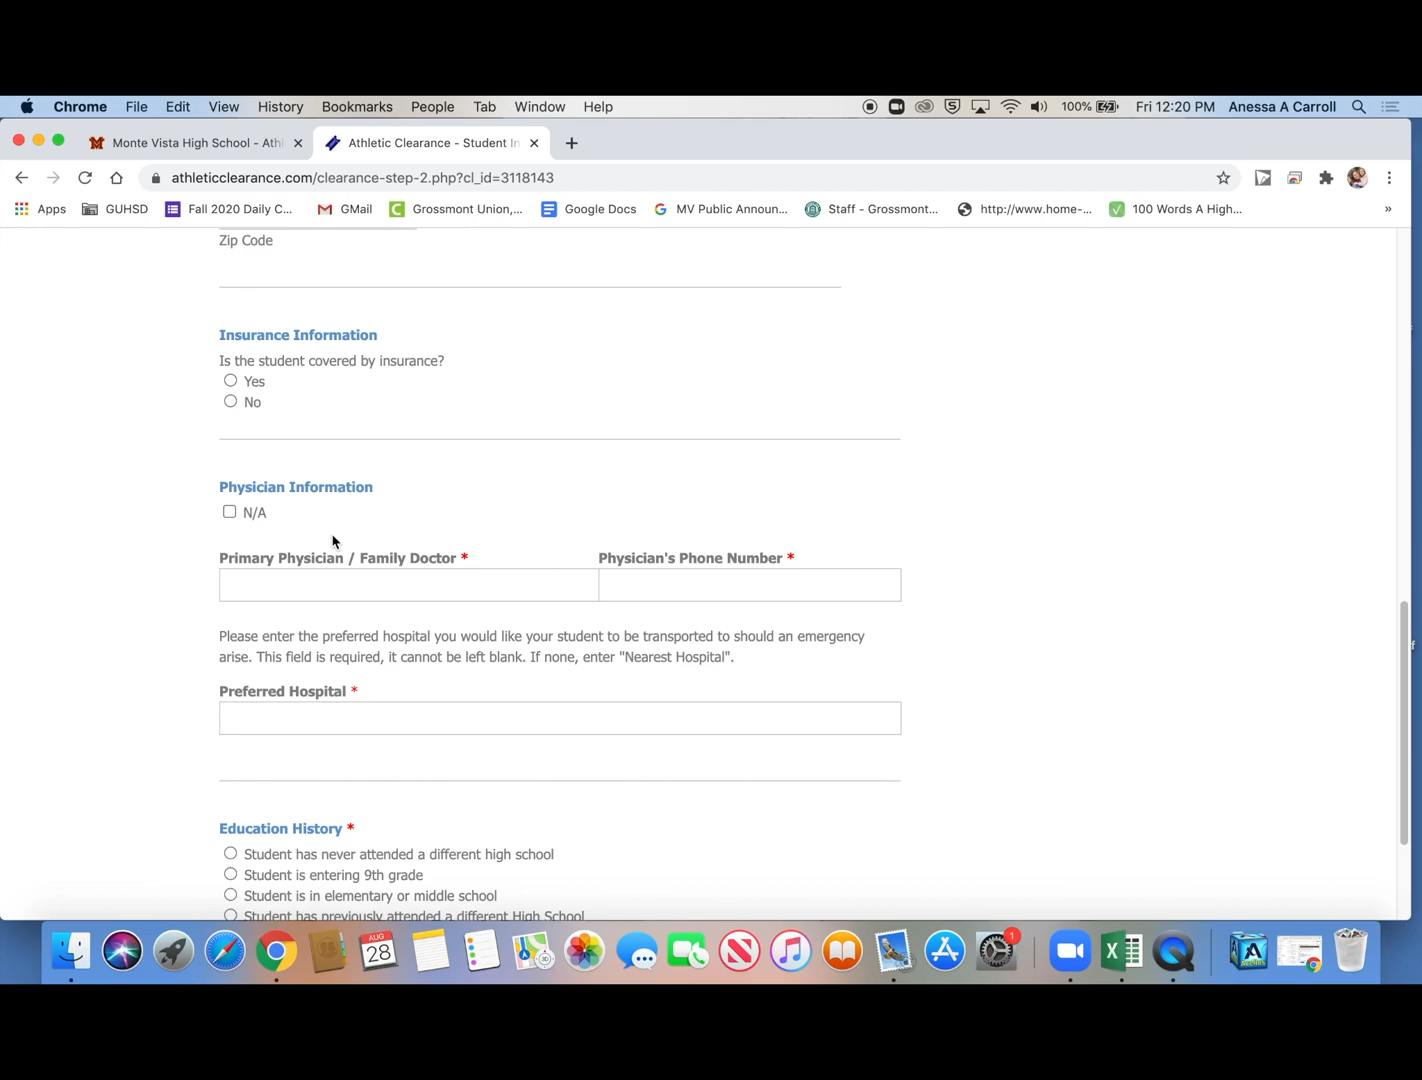 Chrome File Edit View History Bookmarks People Tab Window Help 100% Fri 12:20 PM Anessa A Carroll
Monte Vista High School - Athl Athletic Clearance - Student In
athleticclearance.com/clearance-step-2.php?cl_id=3118143
Apps GUHSD Fall 2020 Daily C... GMail Grossmont Union,... Google Docs MV Public Announ... Staff - Grossmont... http://www.home-... 100 Words A High... »
Zip Code
Insurance Information
Is the student covered by insurance?
Yes
No
Physician Information
N/A
Primary Physician / Family Doctor * Physician's Phone Number *
Please enter the preferred hospital you would like your student to be transported to should an emergency
arise. This field is required, it cannot be left blank. If none, enter "Nearest Hospital".
Preferred Hospital *
Education History *
Student has never attended a different high school
Student is entering 9th grade
Student is in elementary or middle school
Student has previously attended a different High School
AUG
28
1